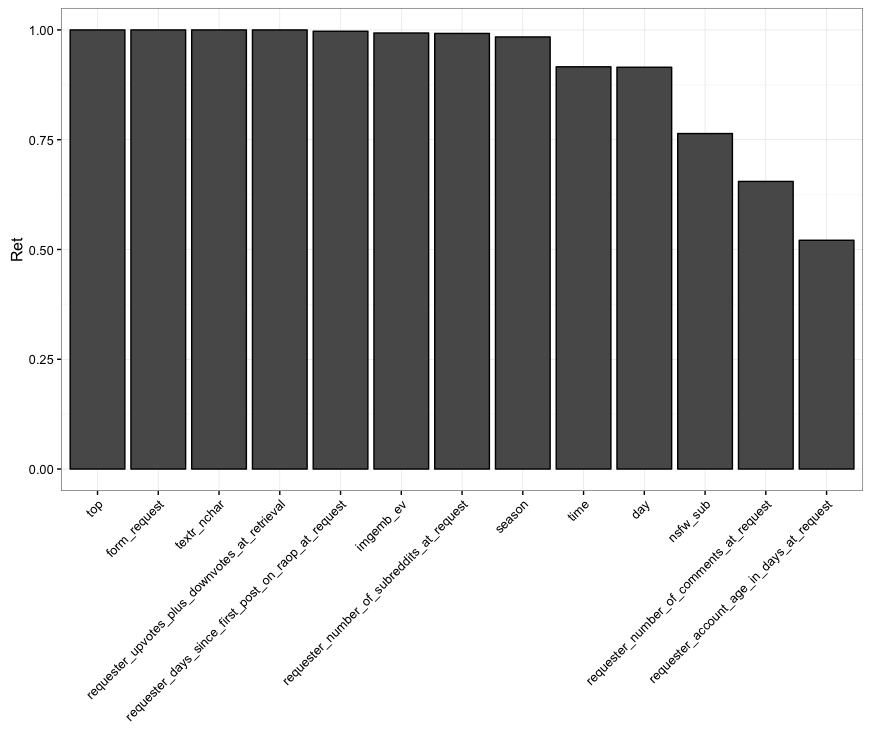 1.00
0.75
0.50
0.25
0.00
Ret
top
form_request
textr_nchar
requester_upvotes_plus_downvotes_at_retrieval
requester_days_since_first_post_on_raop_at_request
imgemb_ev
requester_number_of_subreddits_at_request
season
time
day
nsfw_sub
requester_number_of_comments_at_request
requester_account_age_in_days_at_request